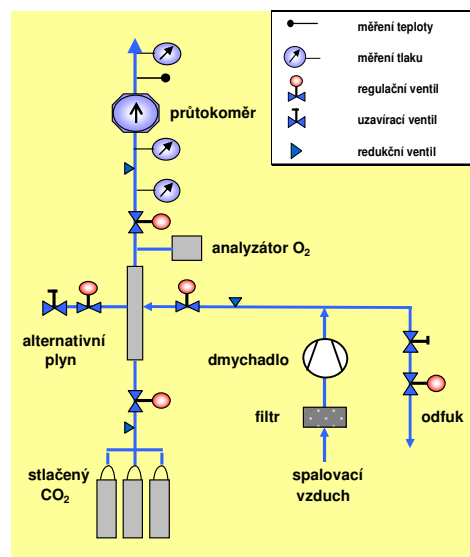 měření teploty
měření tlaku
regulační ventil
uzavírací ventil
redukční ventil
průtokoměr
analyzátor O₂
alternativní
plyn
dmychadlo
filtr
odfuk
stlačený
CO₂
spalovací
vzduch